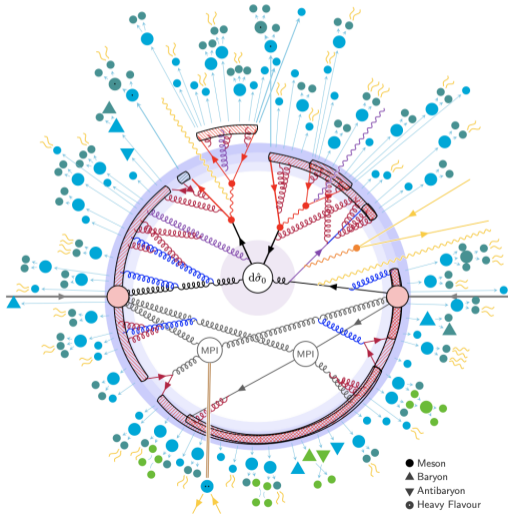 dσ̂₀
MPI
MPI
Meson
Baryon
Antibaryon
Heavy Flavour